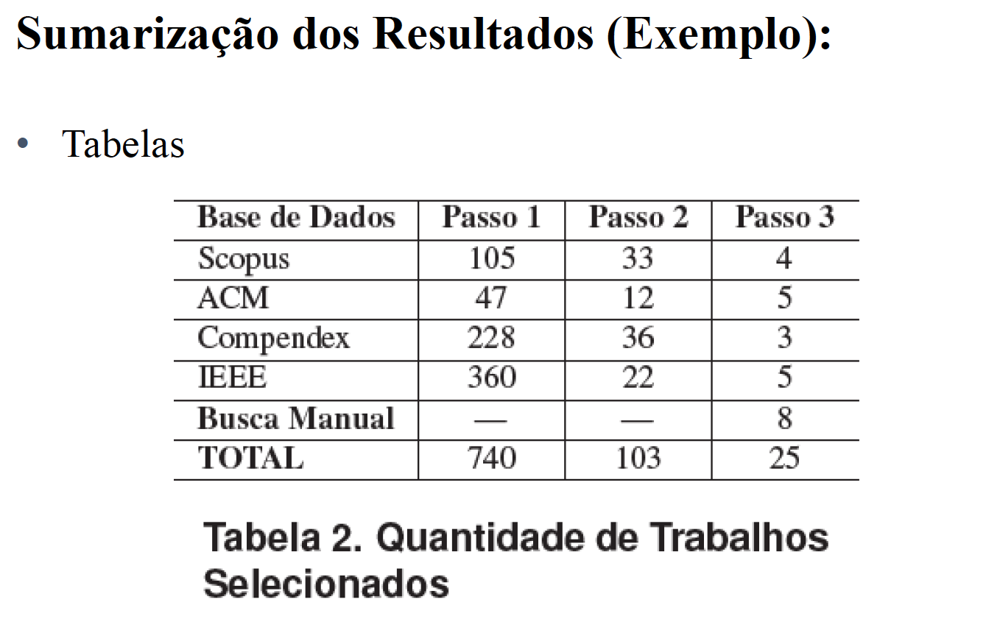 Sumarização dos Resultados (Exemplo):
• Tabelas
Base de Dados Passo 1 Passo 2 Passo 3
Scopus 105 33 4
ACM 47 12 5
Compendex 228 36 3
IEEE 360 22 5
Busca Manual — — 8
TOTAL 740 103 25
Tabela 2. Quantidade de Trabalhos
Selecionados